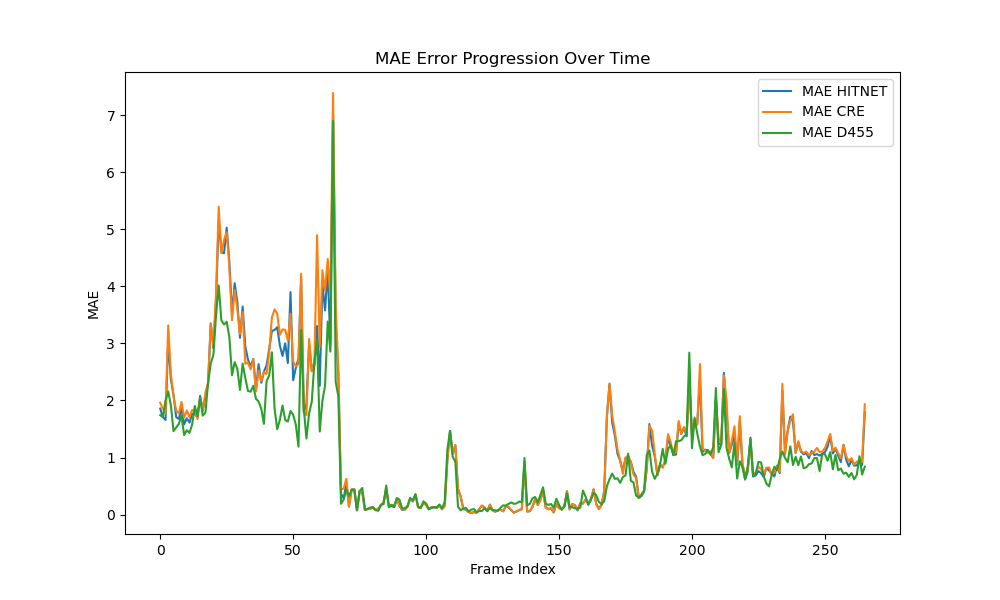 MAE Error Progression Over Time
MAE HITNET
MAE CRE
MAE D455
MAE
7
6
5
4
3
2
1
0
0 50 100 150 200 250
Frame Index